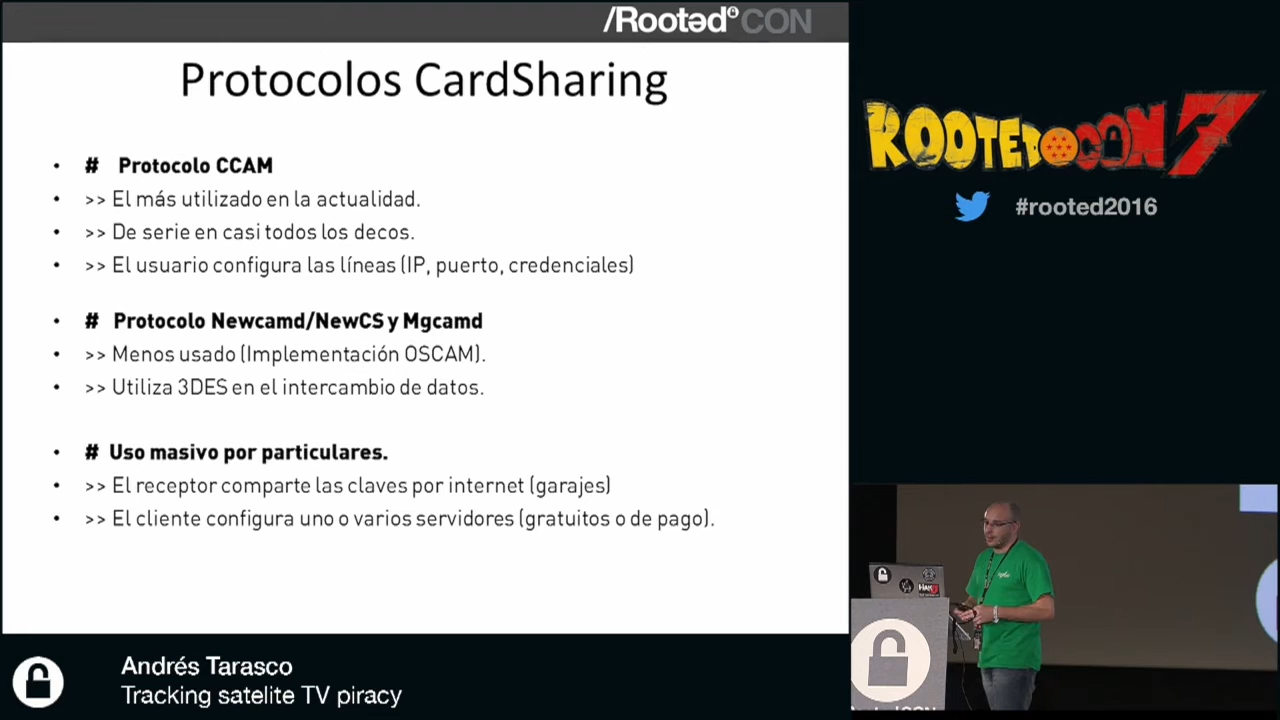 /Rootəd CON
Protocolos CardSharing
• # Protocolo CCAM
• >> El más utilizado en la actualidad.
• >> De serie en casi todos los decos.
• >> El usuario configura las líneas (IP, puerto, credenciales)
• # Protocolo Newcamd/NewCS y Mgcamd
• >> Menos usado (Implementación OSCAM).
• >> Utiliza 3DES en el intercambio de datos.
• # Uso masivo por particulares.
• >> El receptor comparte las claves por internet (garajes)
• >> El cliente configura uno o varios servidores (gratuitos o de pago).
ROOTEDCON 7
#rooted2016
Andrés Tarasco
Tracking satelite TV piracy